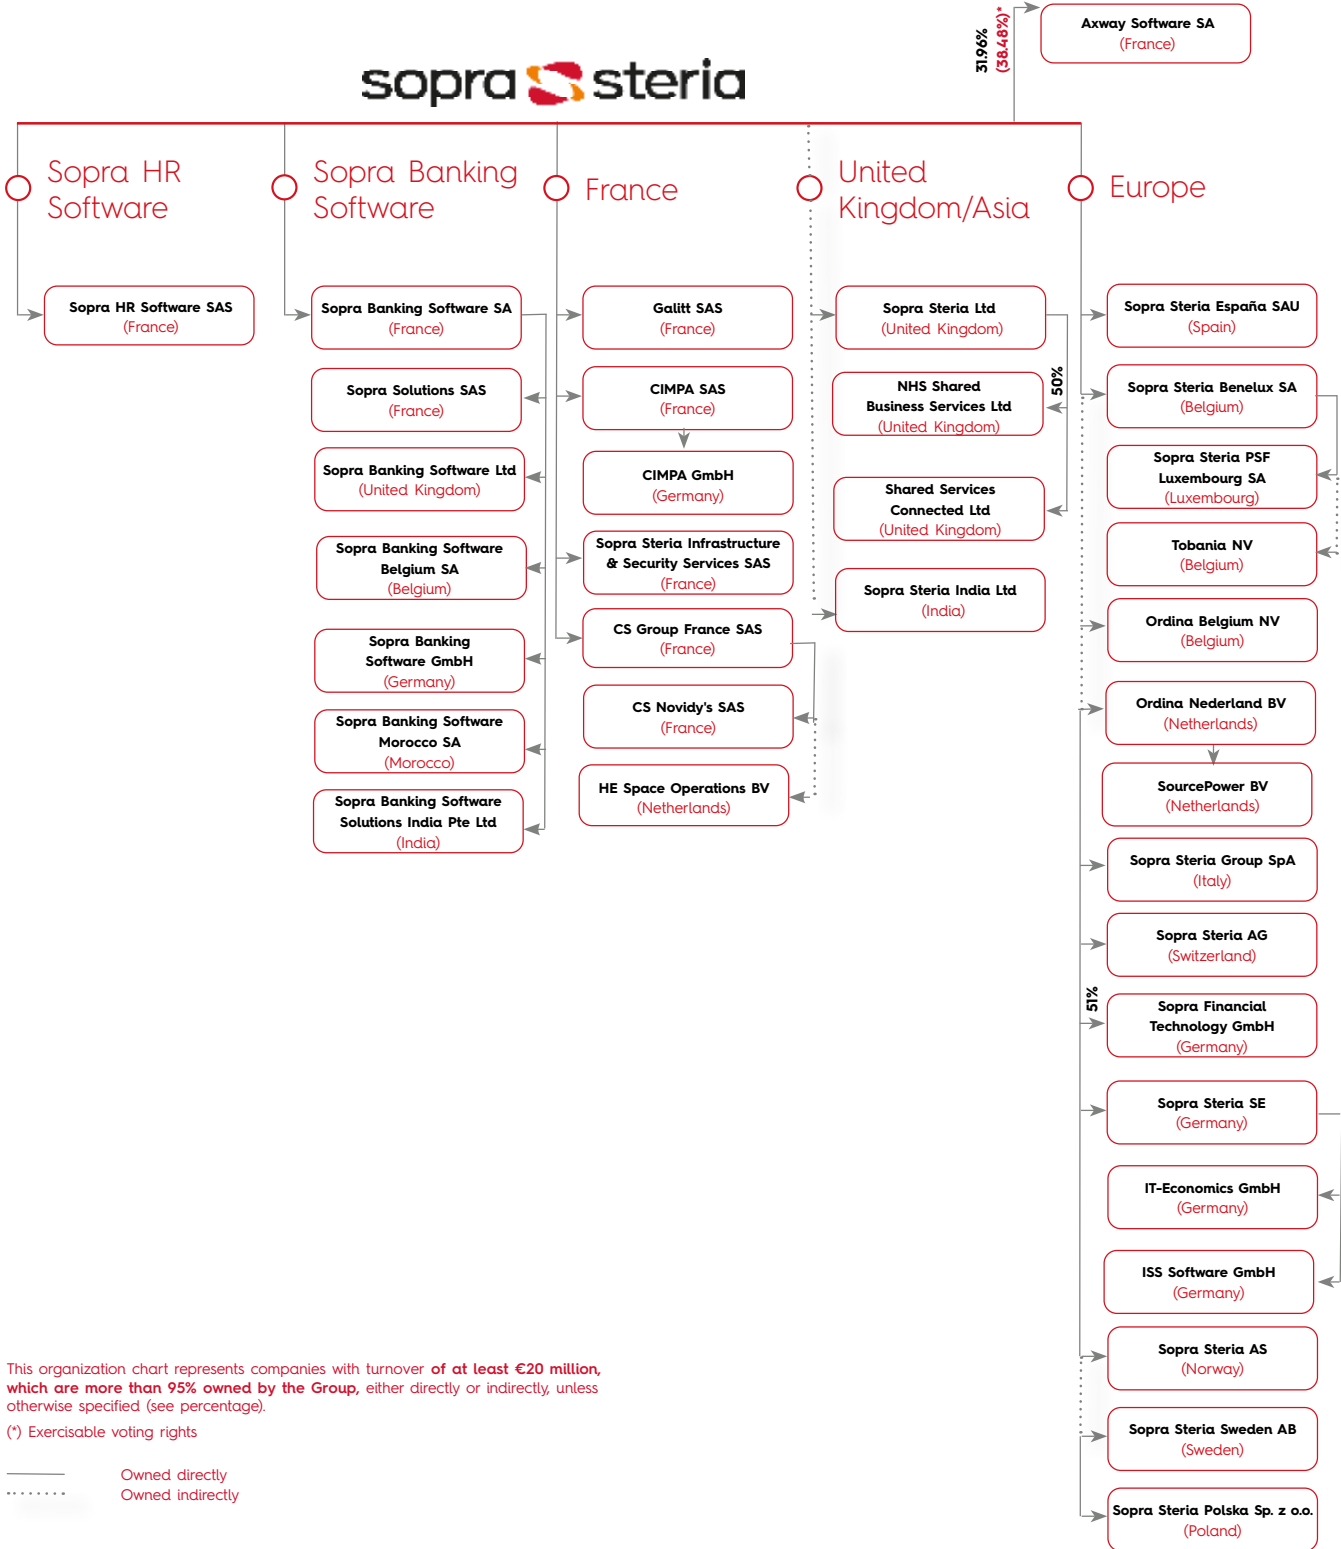 31.96%
(38.48%)*
Axway Software SA
(France)
sopra steria
Sopra HR
Software
Sopra HR Software SAS
(France)
Sopra Banking
Software
Sopra Banking Software SA
(France)
Sopra Solutions SAS
(France)
Sopra Banking Software Ltd
(United Kingdom)
Sopra Banking Software
Belgium SA
(Belgium)
Sopra Banking
Software GmbH
(Germany)
Sopra Banking Software
Morocco SA
(Morocco)
Sopra Banking Software
Solutions India Pte Ltd
(India)
France
Galitt SAS
(France)
CIMPA SAS
(France)
CIMPA GmbH
(Germany)
Sopra Steria Infrastructure
& Security Services SAS
(France)
CS Group France SAS
(France)
CS Novidy's SAS
(France)
HE Space Operations BV
(Netherlands)
United
Kingdom/Asia
Sopra Steria Ltd
(United Kingdom)
50%
NHS Shared
Business Services Ltd
(United Kingdom)
Shared Services
Connected Ltd
(United Kingdom)
Sopra Steria India Ltd
(India)
Europe
Sopra Steria España SAU
(Spain)
Sopra Steria Benelux SA
(Belgium)
Sopra Steria PSF
Luxembourg SA
(Luxembourg)
Tobania NV
(Belgium)
Ordina Belgium NV
(Belgium)
Ordina Nederland BV
(Netherlands)
SourcePower BV
(Netherlands)
Sopra Steria Group SpA
(Italy)
Sopra Steria AG
(Switzerland)
51%
Sopra Financial
Technology GmbH
(Germany)
Sopra Steria SE
(Germany)
IT-Economics GmbH
(Germany)
ISS Software GmbH
(Germany)
Sopra Steria AS
(Norway)
Sopra Steria Sweden AB
(Sweden)
Sopra Steria Polska Sp. z o.o.
(Poland)
This organization chart represents companies with turnover of at least €20 million,
which are more than 95% owned by the Group, either directly or indirectly, unless
otherwise specified (see percentage).
(*) Exercisable voting rights
Owned directly
Owned indirectly